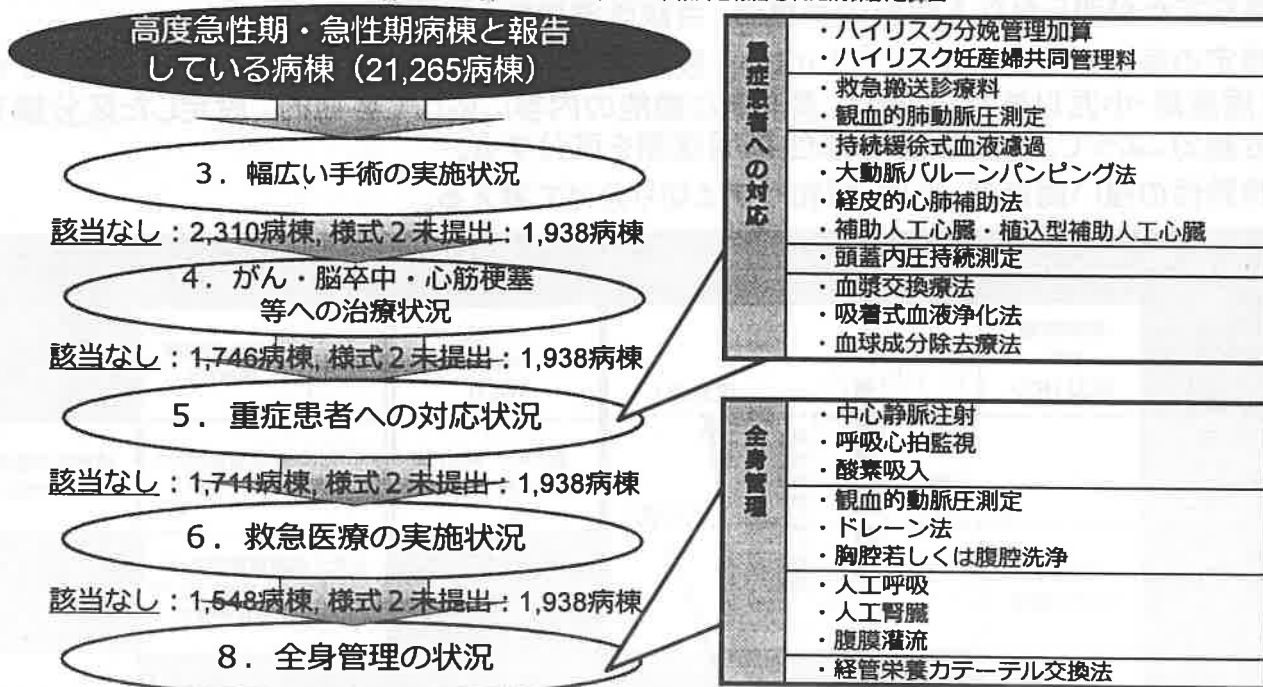 高度急性期・急性期病棟と報告
している病棟（21,265病棟）
3．幅広い手術の実施状況
該当なし：2,310病棟, 様式２未提出：1,938病棟
4．がん・脳卒中・心筋梗塞
等への治療状況
該当なし：1,746病棟, 様式２未提出：1,938病棟
5．重症患者への対応状況
該当なし：1,711病棟, 様式２未提出：1,938病棟
6．救急医療の実施状況
該当なし：1,548病棟, 様式２未提出：1,938病棟
8．全身管理の状況
重症患者への対応
・ハイリスク分娩管理加算
・ハイリスク妊産婦共同管理料
・救急搬送診療料
・観血的肺動脈圧測定
・持続緩徐式血液濾過
・大動脈バルーンパンピング法
・経皮的心肺補助法
・補助人工心臓・植込型補助人工心臓
・頭蓋内圧持続測定
・血漿交換療法
・吸着式血液浄化法
・血球成分除去療法
全身管理
・中心静脈注射
・呼吸心拍監視
・酸素吸入
・観血的動脈圧測定
・ドレーン法
・胸腔若しくは腹腔洗浄
・人工呼吸
・人工腎臓
・腹膜灌流
・経管栄養カテーテル交換法